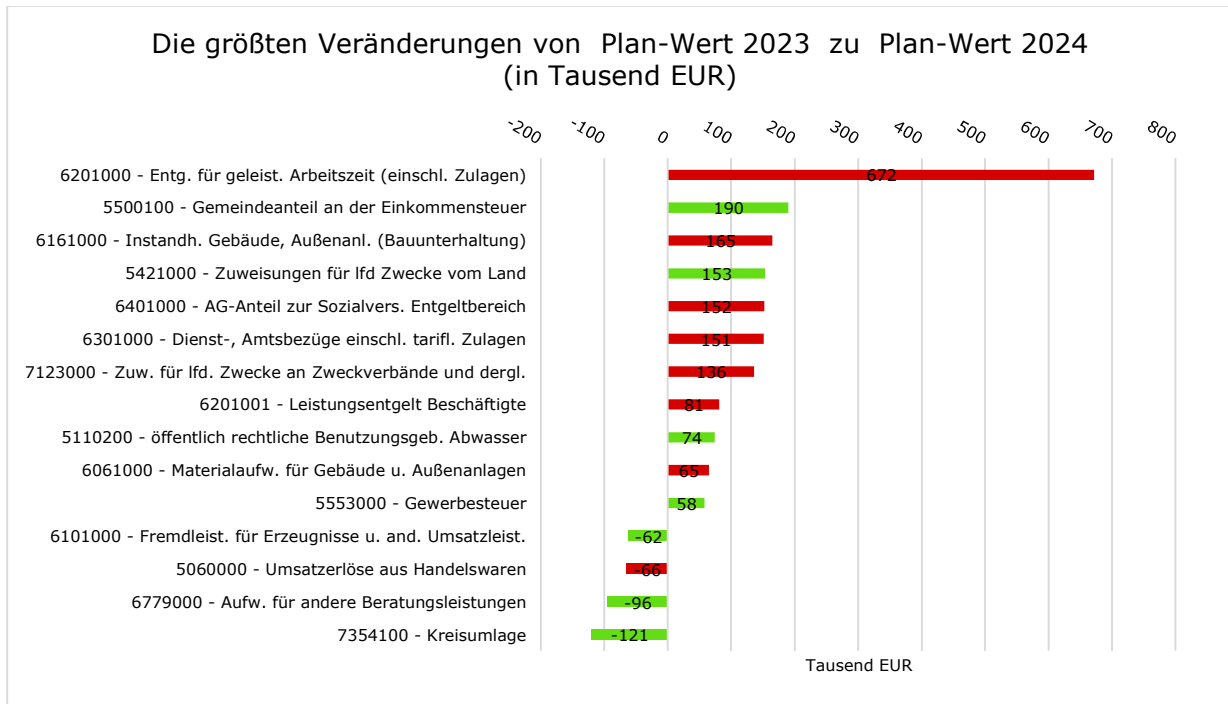 Die größten Veränderungen von Plan-Wert 2023 zu Plan-Wert 2024
(in Tausend EUR)
-200 -100 0 100 200 300 400 500 600 700 800
6201000 - Entg. für geleist. Arbeitszeit (einschl. Zulagen) 672
5500100 - Gemeindeanteil an der Einkommensteuer 190
6161000 - Instandh. Gebäude, Außenanl. (Bauunterhaltung) 165
5421000 - Zuweisungen für lfd Zwecke vom Land 153
6401000 - AG-Anteil zur Sozialvers. Entgeltbereich 152
6301000 - Dienst-, Amtsbezüge einschl. tarifl. Zulagen 151
7123000 - Zuw. für lfd. Zwecke an Zweckverbände und dergl. 136
6201001 - Leistungsentgelt Beschäftigte 81
5110200 - öffentlich rechtliche Benutzungsgeb. Abwasser 74
6061000 - Materialaufw. für Gebäude u. Außenanlagen 65
5553000 - Gewerbesteuer 58
6101000 - Fremdleist. für Erzeugnisse u. and. Umsatzleist. -62
5060000 - Umsatzerlöse aus Handelswaren -66
6779000 - Aufw. für andere Beratungsleistungen -96
7354100 - Kreisumlage -121
Tausend EUR